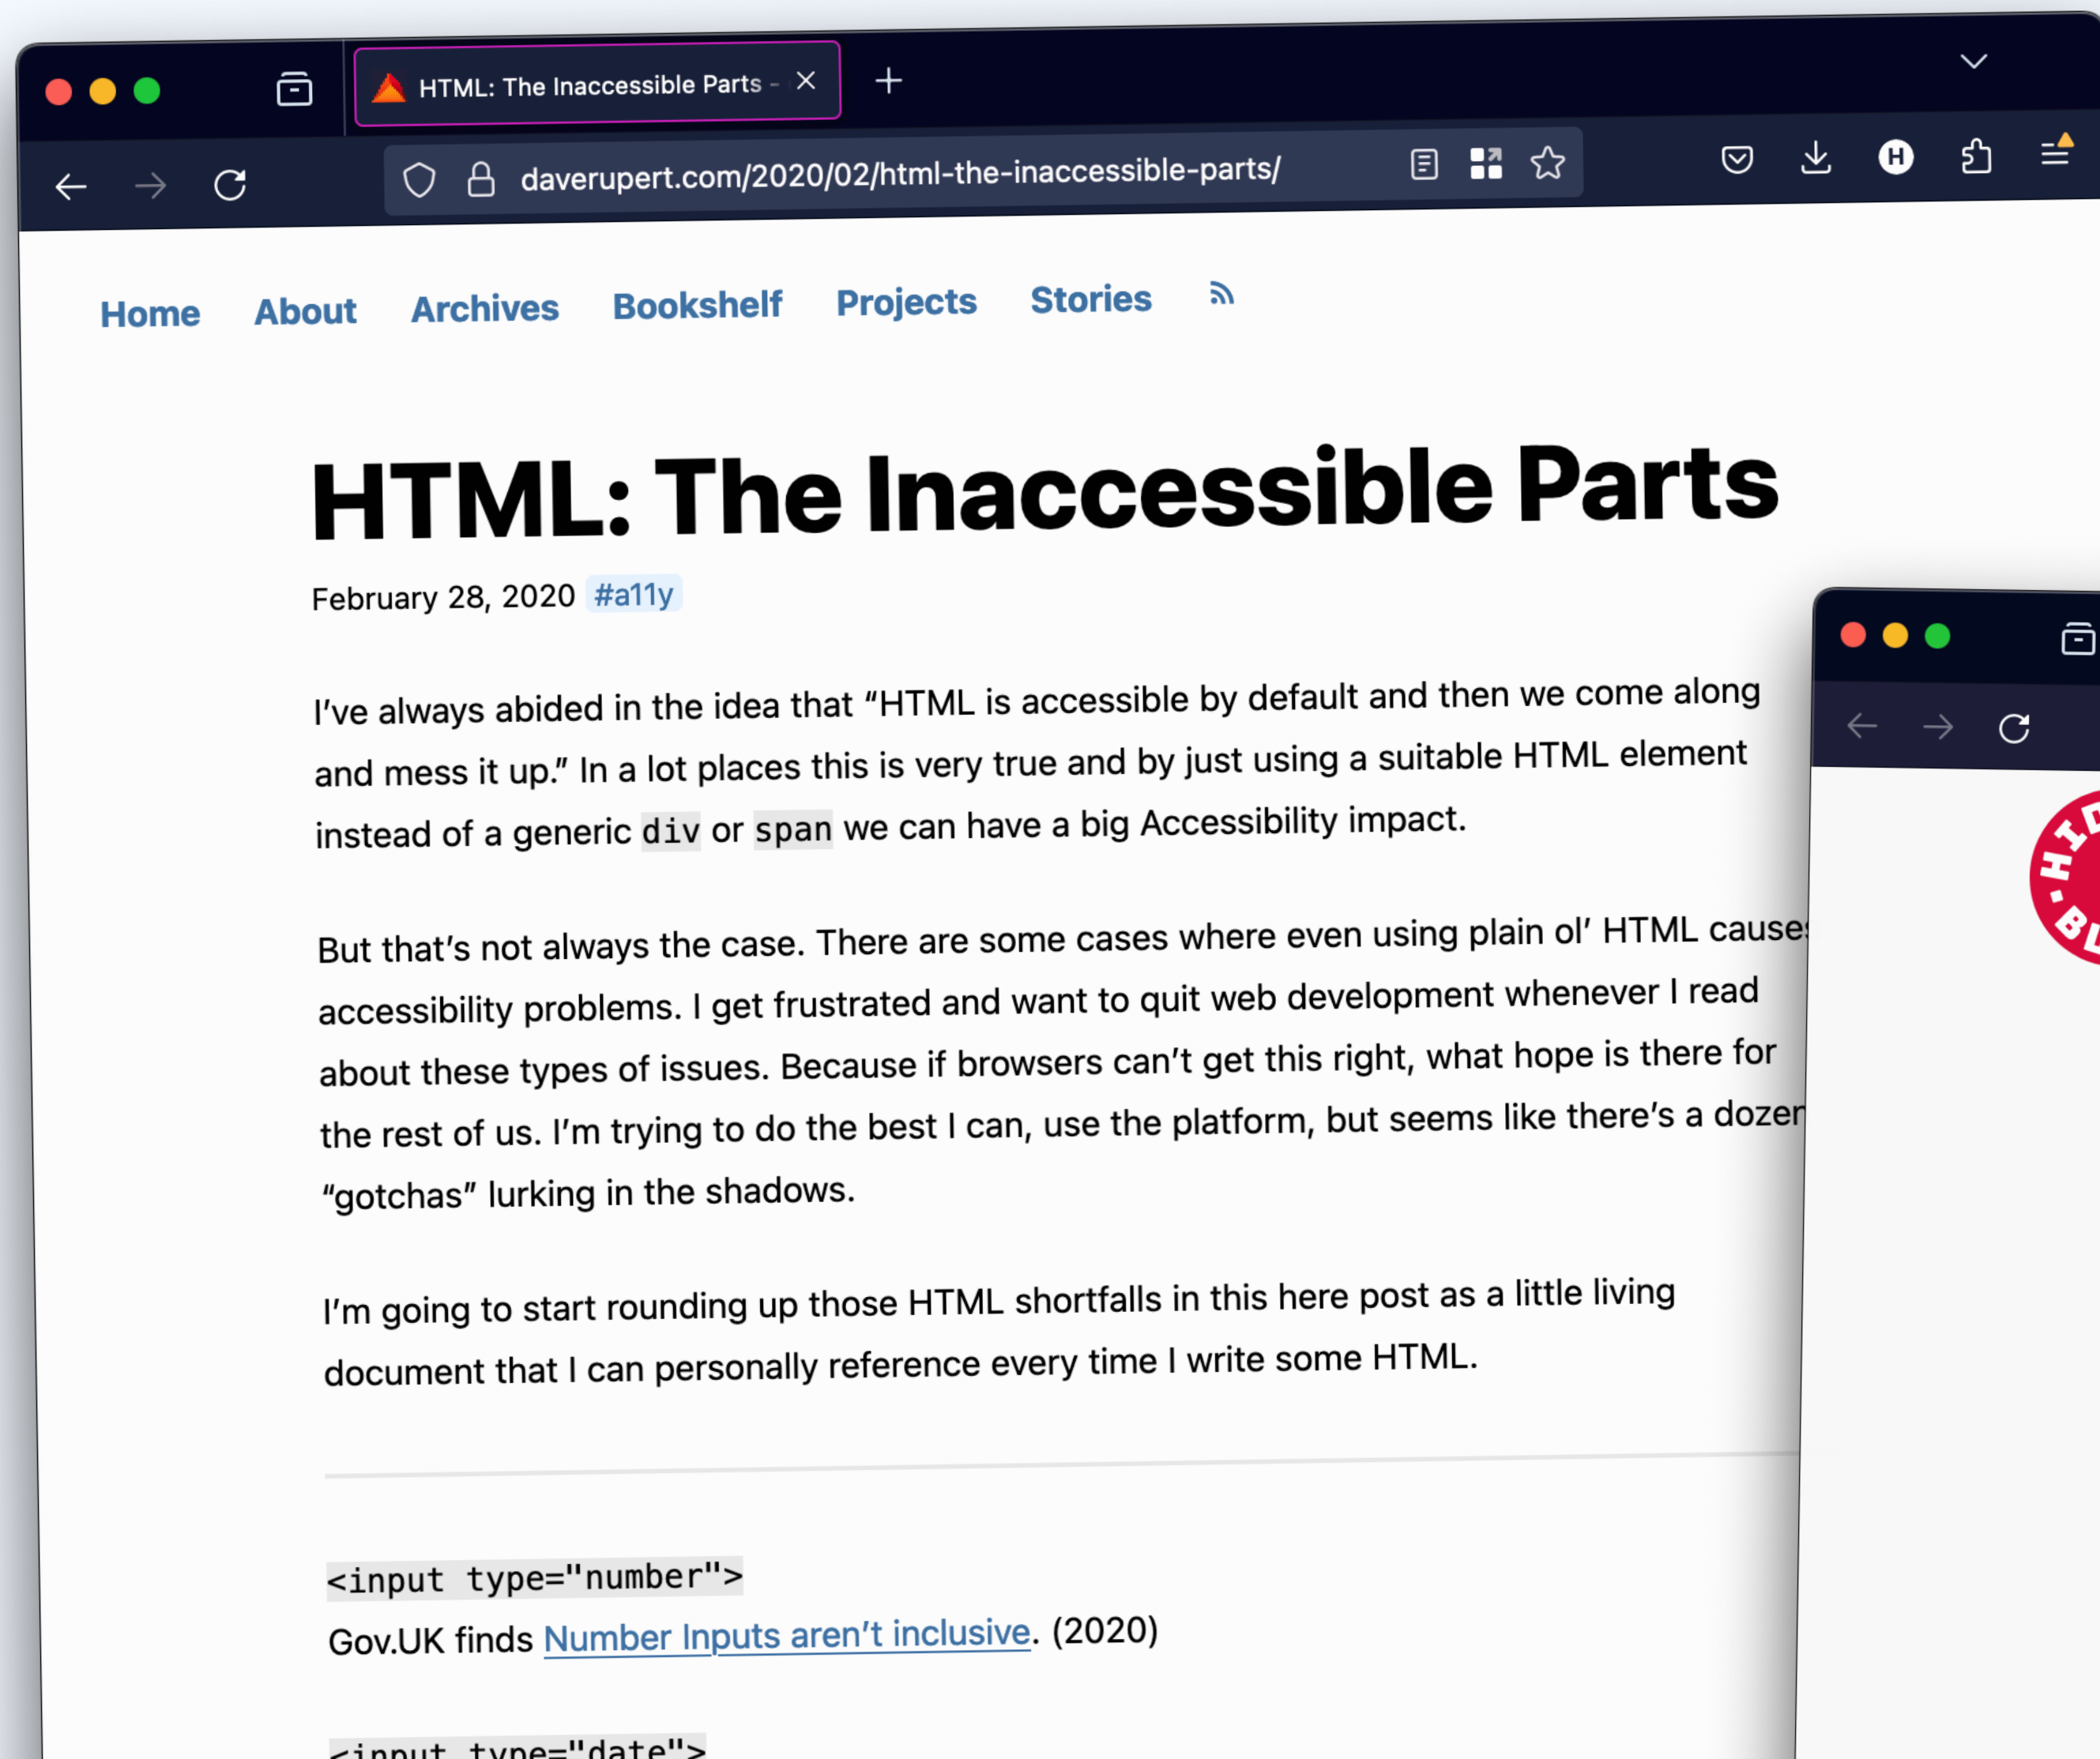 HTML: The Inaccessible Parts -
daverupert.com/2020/02/html-the-inaccessible-parts/
H
Home About Archives Bookshelf Projects Stories
HTML: The Inaccessible Parts
February 28, 2020 #a11y
I’ve always abided in the idea that “HTML is accessible by default and then we come along
and mess it up.” In a lot places this is very true and by just using a suitable HTML element
instead of a generic div or span we can have a big Accessibility impact.
But that’s not always the case. There are some cases where even using plain ol’ HTML causes
accessibility problems. I get frustrated and want to quit web development whenever I read
about these types of issues. Because if browsers can’t get this right, what hope is there for
the rest of us. I’m trying to do the best I can, use the platform, but seems like there’s a dozen
“gotchas” lurking in the shadows.
I’m going to start rounding up those HTML shortfalls in this here post as a little living
document that I can personally reference every time I write some HTML.
<input type="number">
Gov.UK finds Number Inputs aren’t inclusive. (2020)
<input type="date">